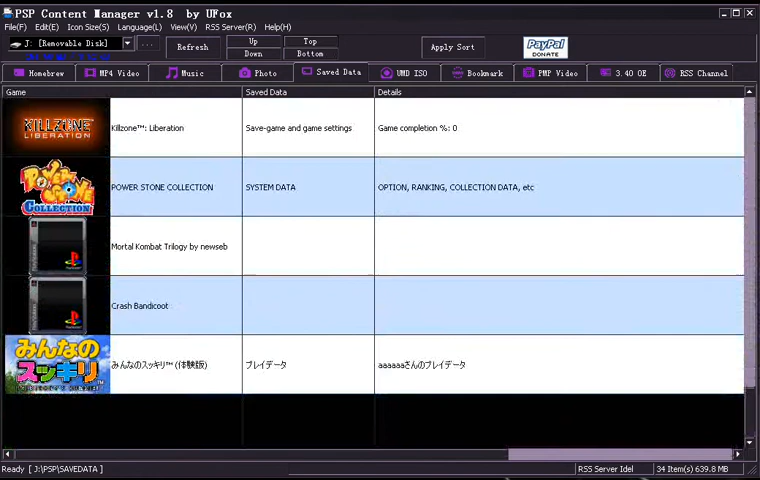 PSP Content Manager v1.8 by UFox
File(F) Edit(E) Icon Size(S) Language(L) View(V) RSS Server(R) Help(H)
J: [Removable Disk] ... Refresh Up Down Top Bottom Apply Sort PayPal DONATE
Homebrew MP4 Video Music Photo Saved Data UMD ISO Bookmark PMP Video 3.40 OE RSS Channel
Game Saved Data Details
KILLZONE LIBERATION Killzone™: Liberation Save-game and game settings Game completion %: 0
POWER STONE COLLECTION POWER STONE COLLECTION SYSTEM DATA OPTION, RANKING, COLLECTION DATA, etc
Mortal Kombat Trilogy by newseb
Crash Bandicoot
みんなのスッキリ みんなのスッキリ™ (体験版) プレイデータ aaaaaaさんのプレイデータ
Ready [ J:\PSP\SAVEDATA ] RSS Server Idel 34 Item(s) 639.8 MB